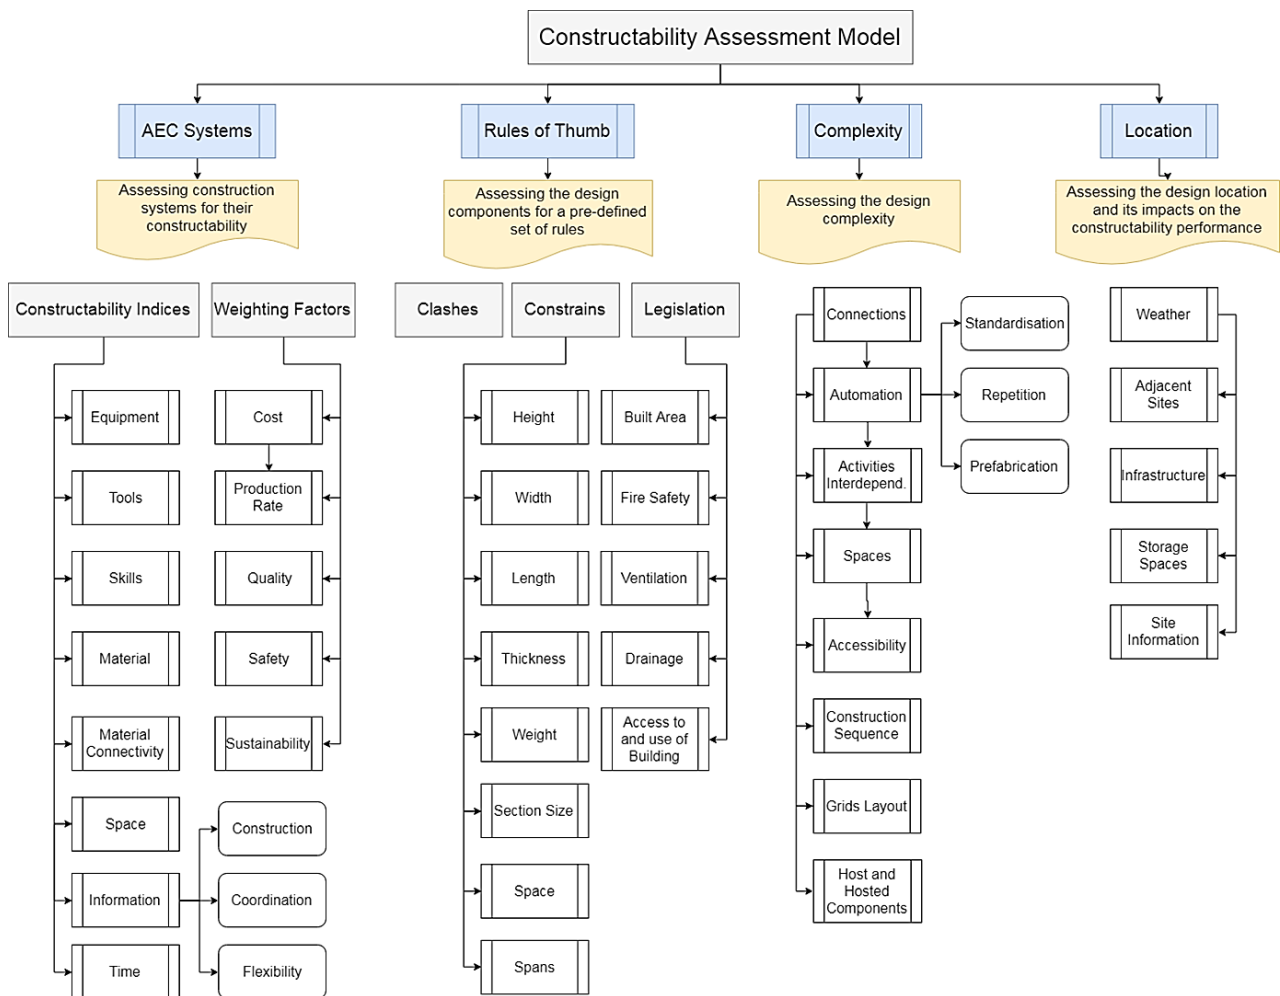 Constructability Assessment Model
AEC Systems
Rules of Thumb
Complexity
Location
Assessing construction
systems for their
constructability
Assessing the design
components for a pre-defined
set of rules
Assessing the design
complexity
Assessing the design location
and its impacts on the
constructability performance
Constructability Indices
Weighting Factors
Clashes
Constrains
Legislation
Equipment
Tools
Skills
Material
Material
Connectivity
Space
Information
Time
Cost
Production
Rate
Quality
Safety
Sustainability
Construction
Coordination
Flexibility
Height
Width
Length
Thickness
Weight
Section Size
Space
Spans
Built Area
Fire Safety
Ventilation
Drainage
Access to
and use of
Building
Connections
Automation
Activities
Interdepend.
Spaces
Accessibility
Construction
Sequence
Grids Layout
Host and
Hosted
Components
Standardisation
Repetition
Prefabrication
Weather
Adjacent
Sites
Infrastructure
Storage
Spaces
Site
Information